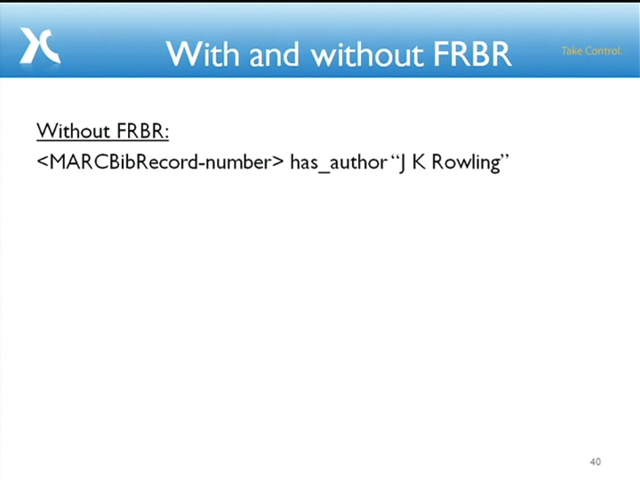 With and without FRBR
Take Control.
Without FRBR:
<MARCBibRecord-number> has_author “J K Rowling”
40